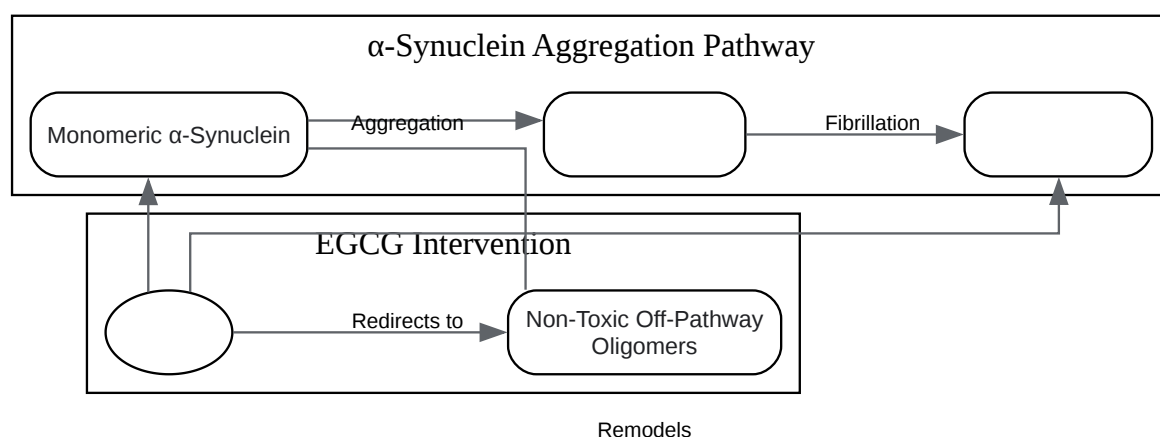 α-Synuclein Aggregation Pathway
Monomeric α-Synuclein
Aggregation
Fibrillation
EGCG Intervention
Redirects to
Non-Toxic Off-Pathway
Oligomers
Remodels